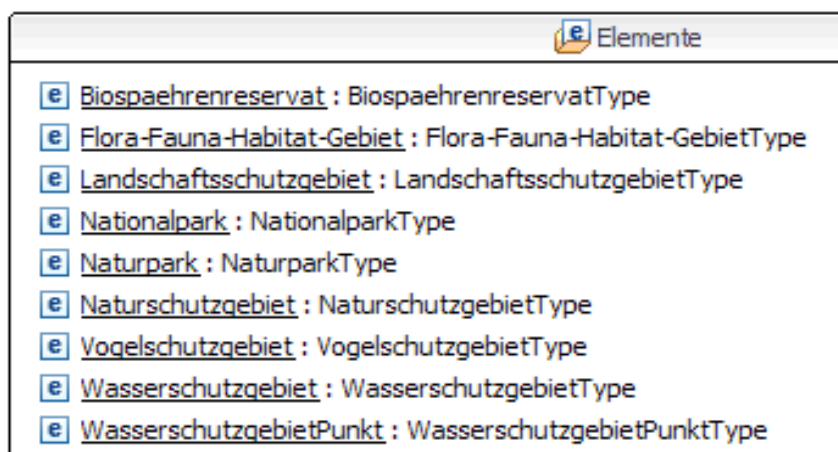 Elemente
e Biospaehrenreservat : BiospaehrenreservatType
e Flora-Fauna-Habitat-Gebiet : Flora-Fauna-Habitat-GebietType
e Landschaftsschutzgebiet : LandschaftsschutzgebietType
e Nationalpark : NationalparkType
e Naturpark : NaturparkType
e Naturschutzgebiet : NaturschutzgebietType
e Vogelschutzgebiet : VogelschutzgebietType
e Wasserschutzgebiet : WasserschutzgebietType
e WasserschutzgebietPunkt : WasserschutzgebietPunktType